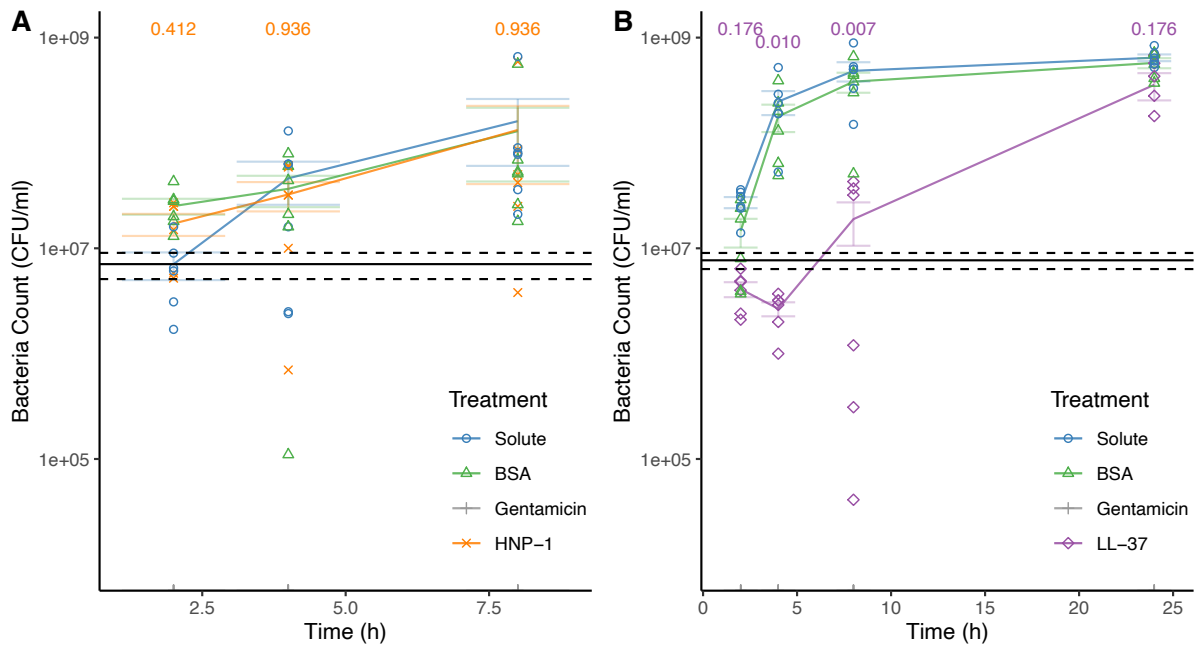 A
0.412 0.936 0.936
1e+09
1e+07
1e+05
Bacteria Count (CFU/ml)
Treatment
Solute
BSA
Gentamicin
HNP−1
2.5 5.0 7.5
Time (h)
B
0.176 0.010 0.007 0.176
1e+09
1e+07
1e+05
Bacteria Count (CFU/ml)
Treatment
Solute
BSA
Gentamicin
LL−37
0 5 10 15 20 25
Time (h)